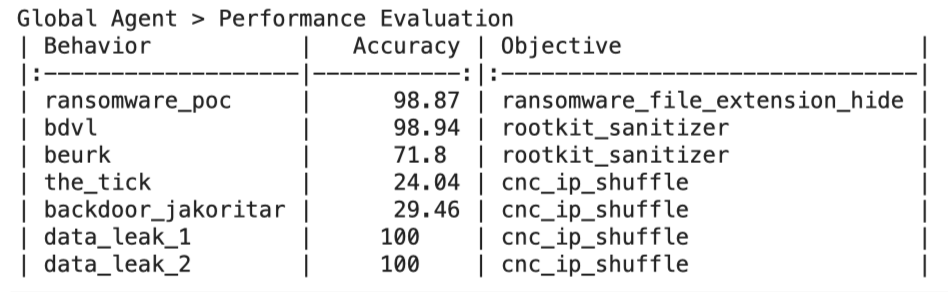 Global Agent > Performance Evaluation
| Behavior           |   Accuracy | Objective                     |
|:-------------------|-----------:|:------------------------------|
| ransomware_poc     |      98.87 | ransomware_file_extension_hide |
| bdvl               |      98.94 | rootkit_sanitizer             |
| beurk              |      71.8  | rootkit_sanitizer             |
| the_tick           |      24.04 | cnc_ip_shuffle                |
| backdoor_jakoritar |      29.46 | cnc_ip_shuffle                |
| data_leak_1        |     100    | cnc_ip_shuffle                |
| data_leak_2        |     100    | cnc_ip_shuffle                |